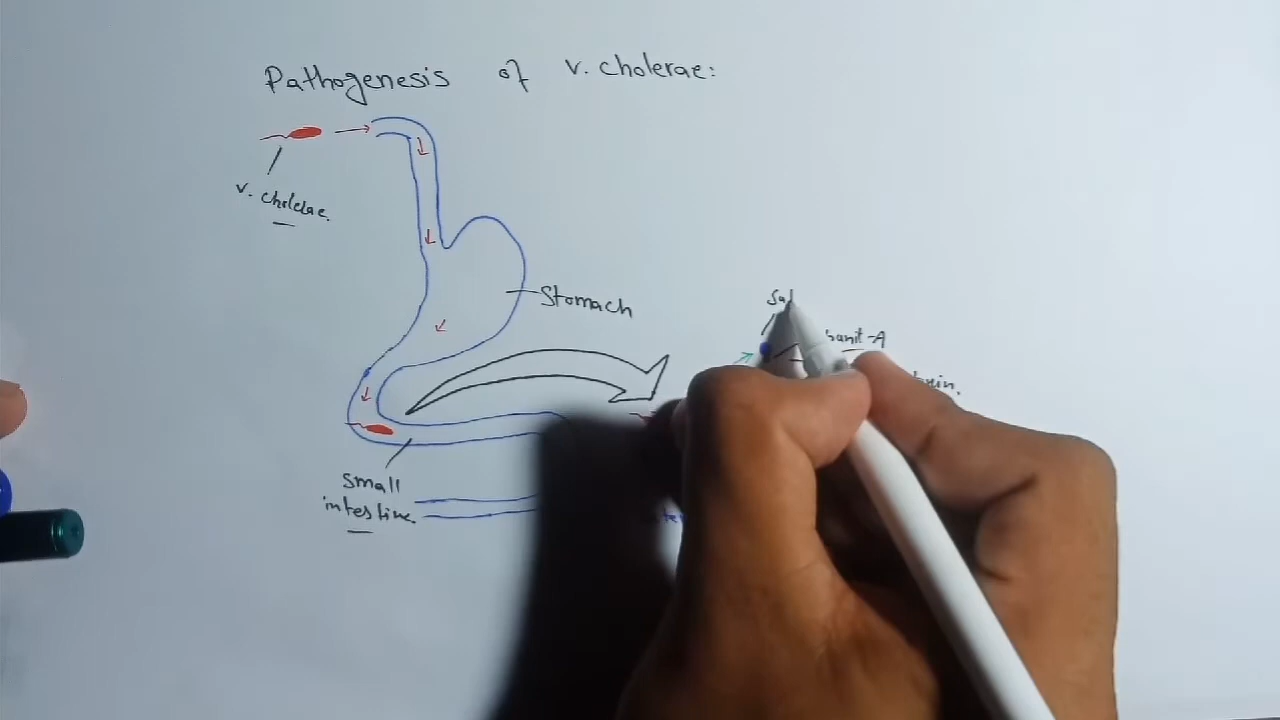 Pathogenesis of V. cholerae:
V. cholerae.
Stomach
-A
small
intestine.